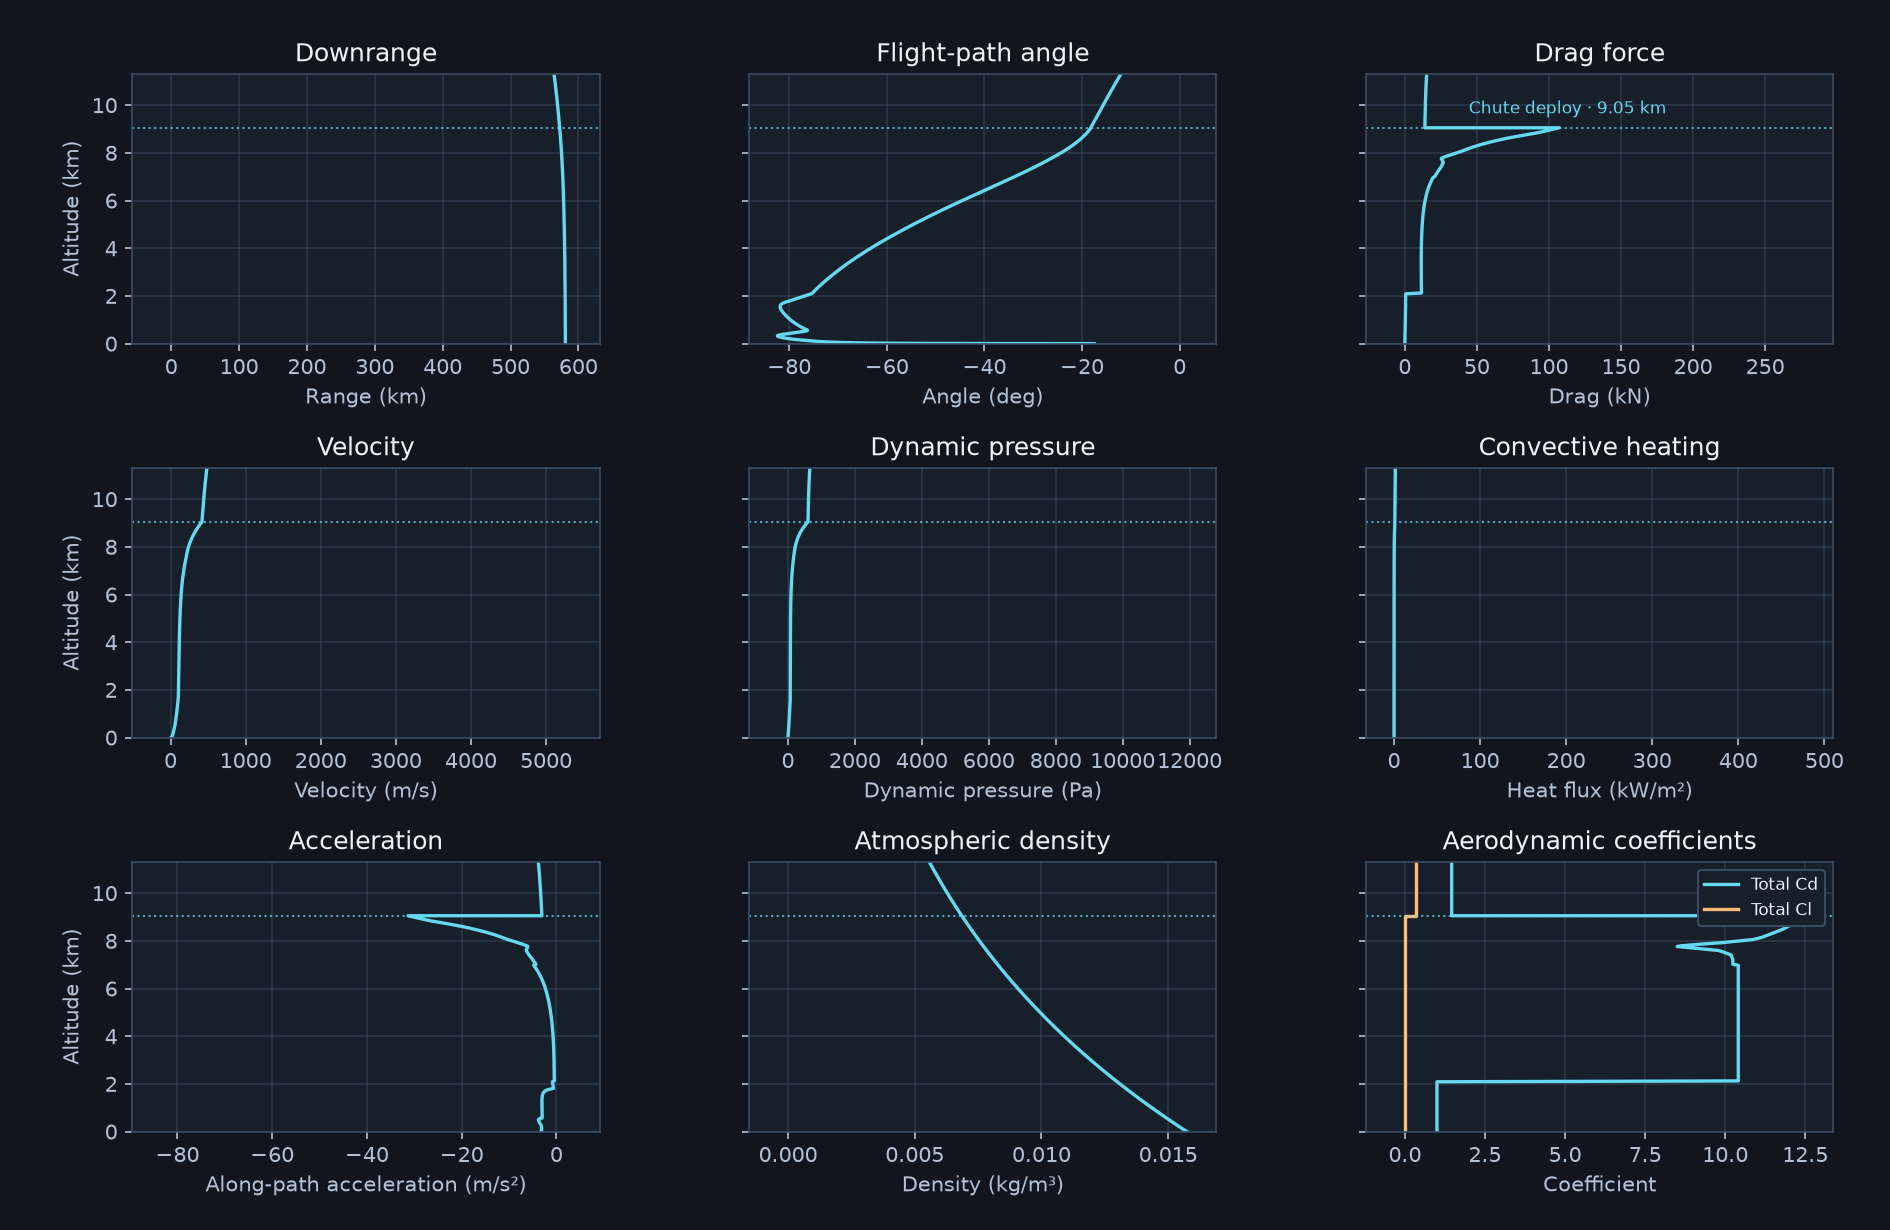 Downrange
Flight-path angle
Drag force
Altitude (km)
10
8
6
4
2
0
Chute deploy · 9.05 km
0 100 200 300 400 500 600
−80 −60 −40 −20 0
0 50 100 150 200 250
Range (km)
Angle (deg)
Drag (kN)
Velocity
Dynamic pressure
Convective heating
Altitude (km)
10
8
6
4
2
0
0 1000 2000 3000 4000 5000
0 2000 4000 6000 8000 10000 12000
0 100 200 300 400 500
Velocity (m/s)
Dynamic pressure (Pa)
Heat flux (kW/m²)
Acceleration
Atmospheric density
Aerodynamic coefficients
Altitude (km)
10
8
6
4
2
0
Total Cd
Total Cl
−80 −60 −40 −20 0
0.000 0.005 0.010 0.015
0.0 2.5 5.0 7.5 10.0 12.5
Along-path acceleration (m/s²)
Density (kg/m³)
Coefficient